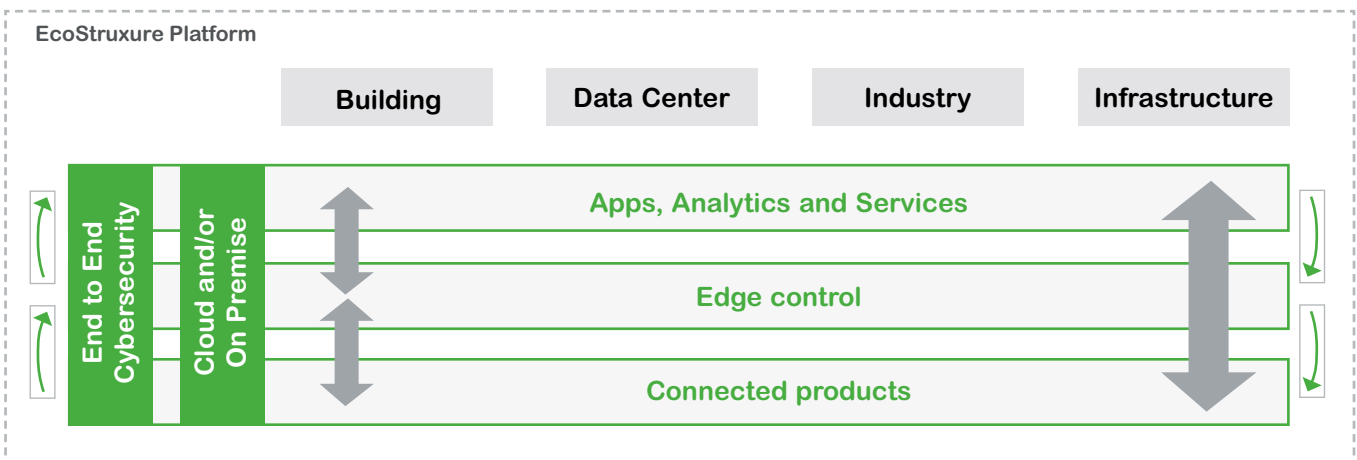 EcoStruxure Platform
Building
Data Center
Industry
Infrastructure
End to End
Cybersecurity
Cloud and/or
On Premise
Apps, Analytics and Services
Edge control
Connected products